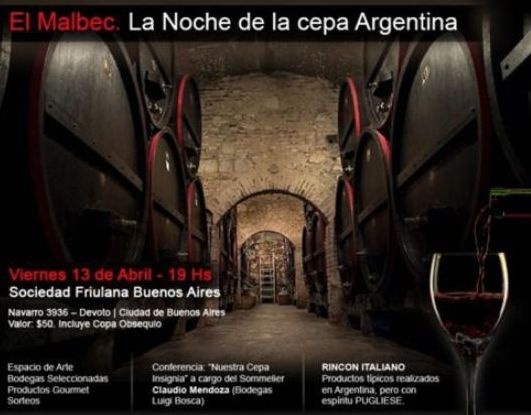 El Malbec. La Noche de la cepa Argentina
Viernes 13 de Abril - 19 Hs
Sociedad Friulana Buenos Aires
Navarro 3936 – Devoto | Ciudad de Buenos Aires
Valor: $50. Incluye Copa Obsequio
Espacio de Arte
Bodegas Seleccionadas
Productos Gourmet
Sorteos
Conferencia: "Nuestra Cepa
Insignia" a cargo del Sommelier
Claudio Mendoza (Bodegas
Luigi Bosca)
RINCON ITALIANO
Productos típicos realizados
en Argentina, pero con
espíritu PUGLIESE.